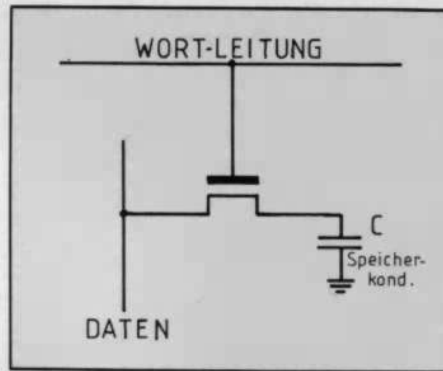 WORT-LEITUNG
C
Speicher-
kond.
DATEN